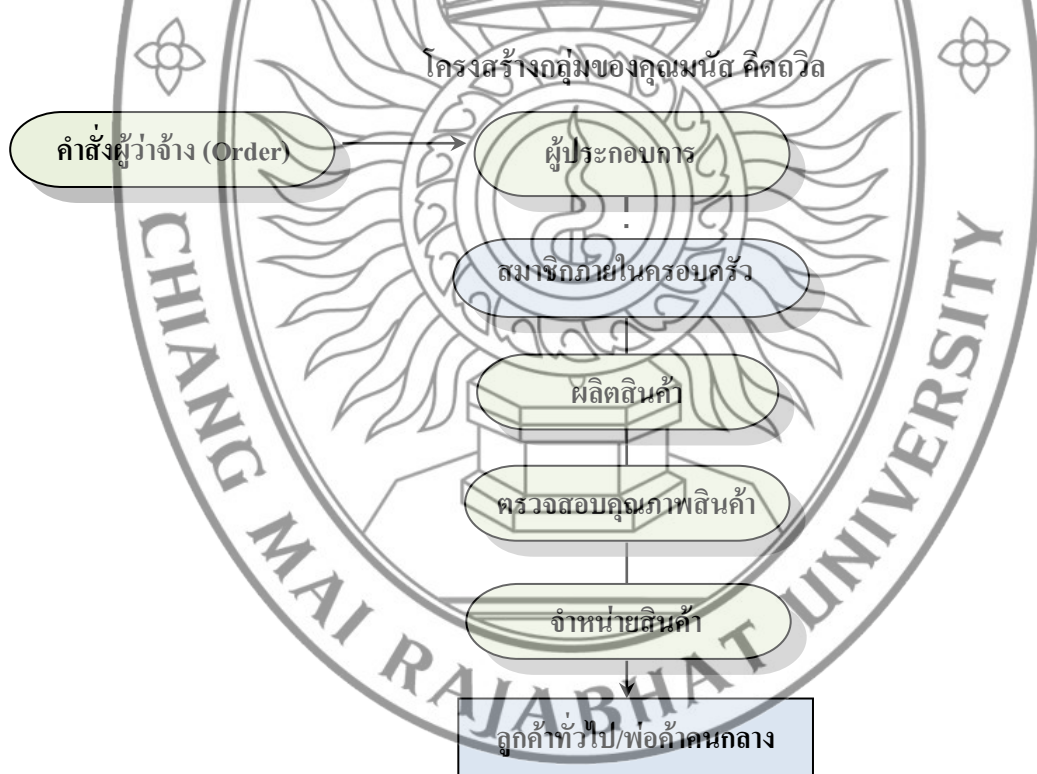 โครงสร้างกลุ่มของคุณมนัส คิดถวิล
คำสั่งผู้ว่าจ้าง (Order)
ผู้ประกอบการ
สมาชิกภายในครอบครัว
ผลิตสินค้า
ตรวจสอบคุณภาพสินค้า
จำหน่ายสินค้า
ลูกค้าทั่วไป/พ่อค้าคนกลาง
CHIANG MAI RAJABHAT UNIVERSITY